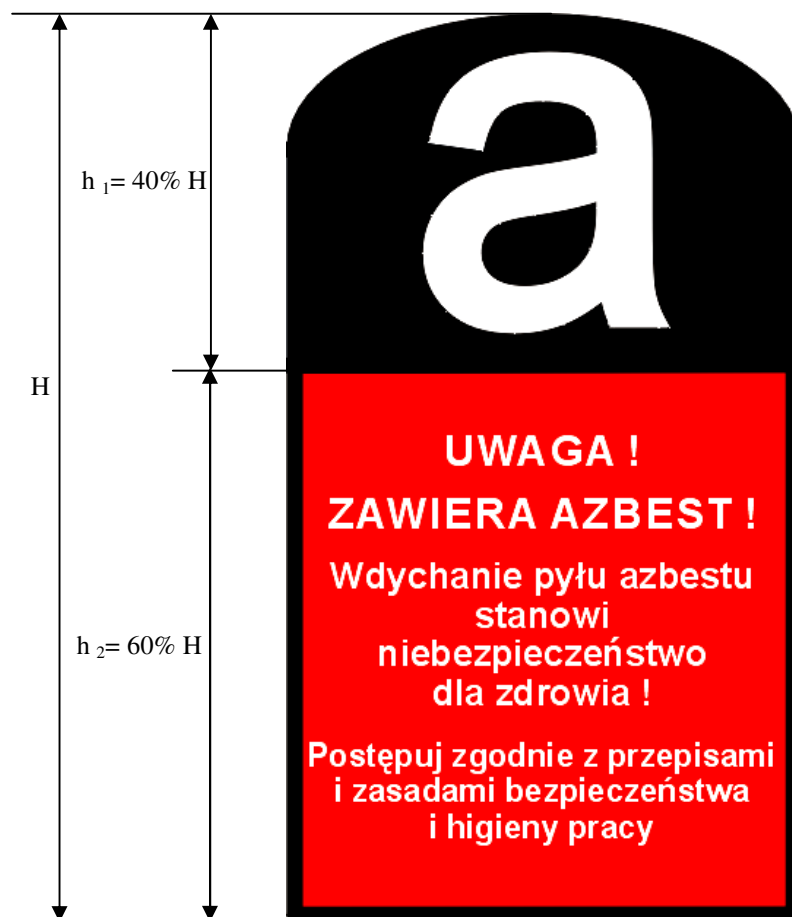 a
h 1= 40% H
H
UWAGA !
ZAWIERA AZBEST !
Wdychanie pyłu azbestu
stanowi
niebezpieczeństwo
dla zdrowia !
h 2= 60% H
Postępuj zgodnie z przepisami
i zasadami bezpieczeństwa
i higieny pracy